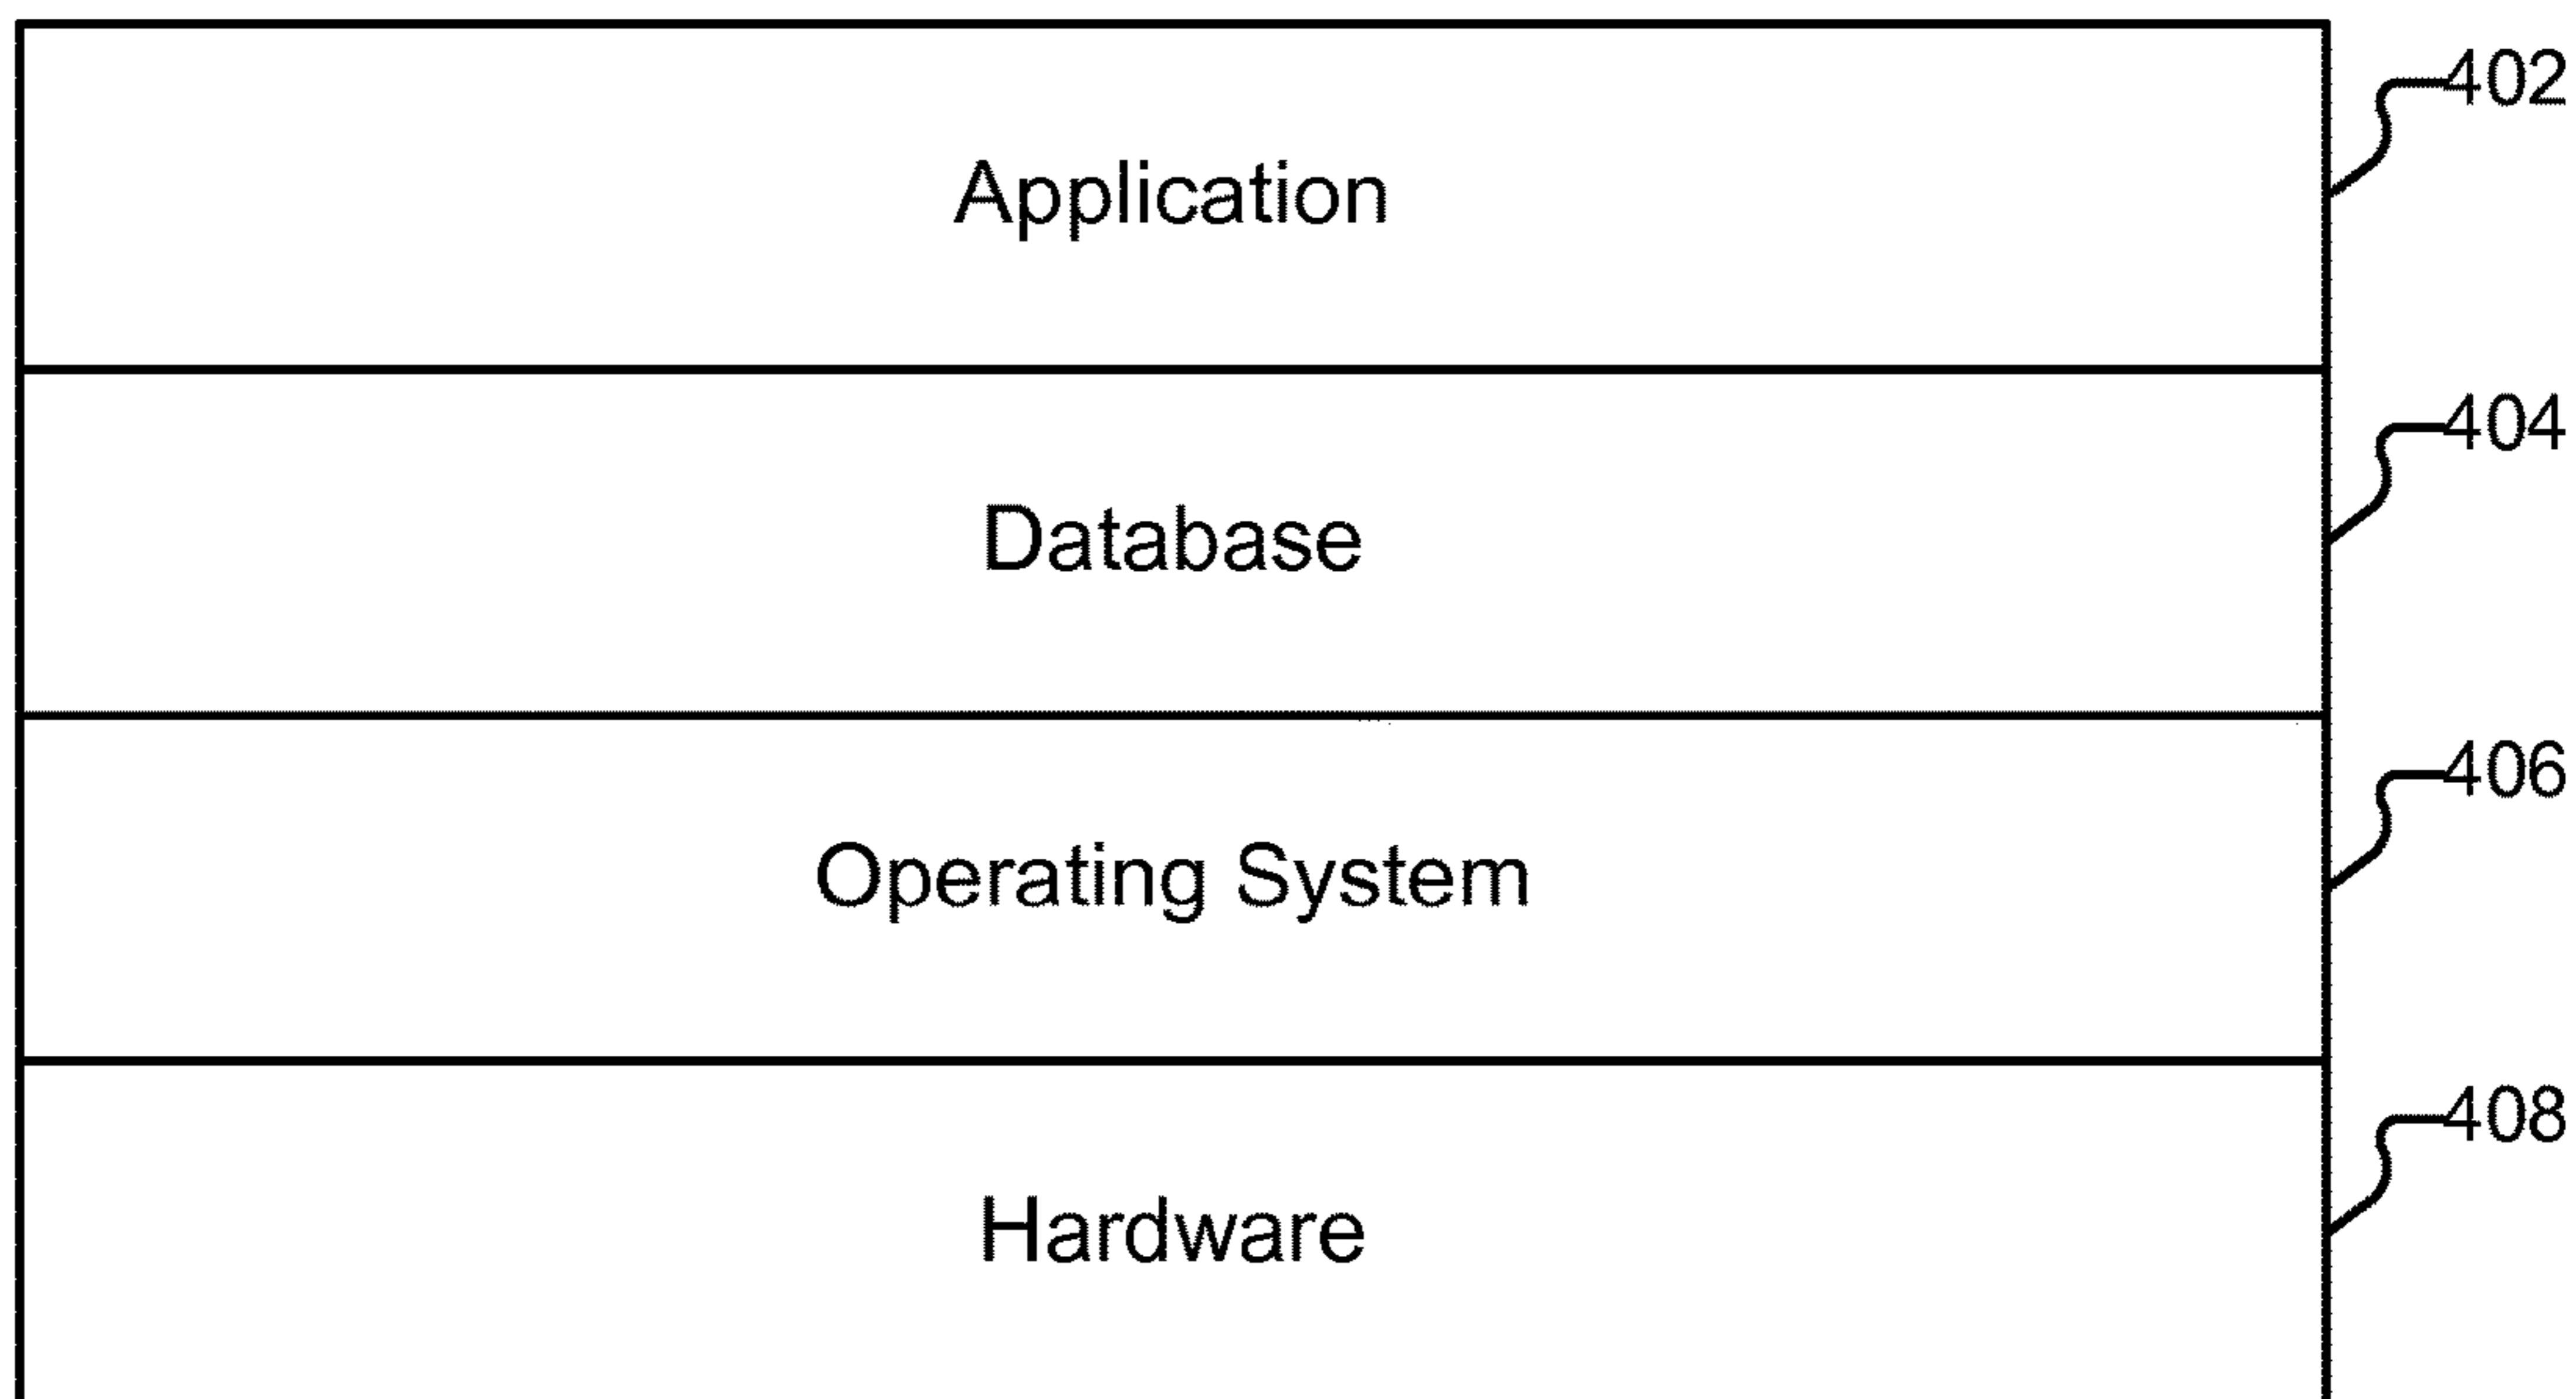 402
Application
404
Database
406
Operating System
408
Hardware